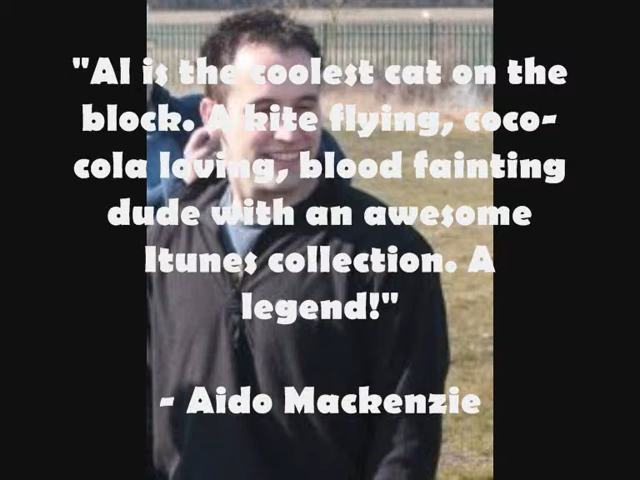 "Al is the coolest cat on the
block. A kite flying, coco-
cola loving, blood fainting
dude with an awesome
Itunes collection. A
legend!"
- Aido Mackenzie